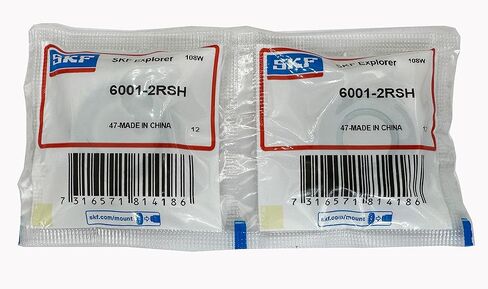 SKF
SKF Explorer
108W
6001-2RSH
47-MADE IN CHINA
12
7 316571 814186
skf.com/mount
SKF
SKF Explorer
108W
6001-2RSH
47-MADE IN CHINA
12
7 316571 814186
skf.com/mount